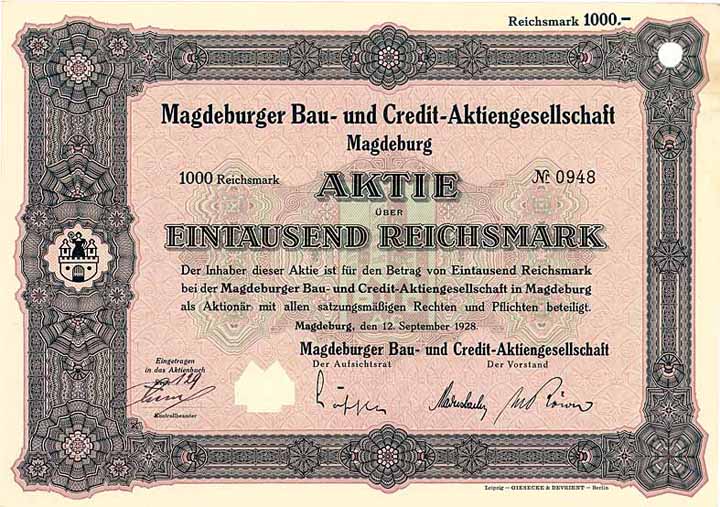 Reichsmark 1000.–
Magdeburger Bau- und Credit-Aktiengesellschaft
Magdeburg
1000 Reichsmark AKTIE № 0948
ÜBER
EINTAUSEND REICHSMARK
Der Inhaber dieser Aktie ist für den Betrag von Eintausend Reichsmark
bei der Magdeburger Bau- und Credit-Aktiengesellschaft in Magdeburg
als Aktionär mit allen satzungsmäßigen Rechten und Pflichten beteiligt.
Magdeburg, den 12. September 1928.
Magdeburger Bau- und Credit-Aktiengesellschaft
Der Aufsichtsrat Der Vorstand
Eingetragen
in das Aktienbuch
129
Kontrollbeamter
Leipzig – GIESECKE & DEVRIENT – Berlin